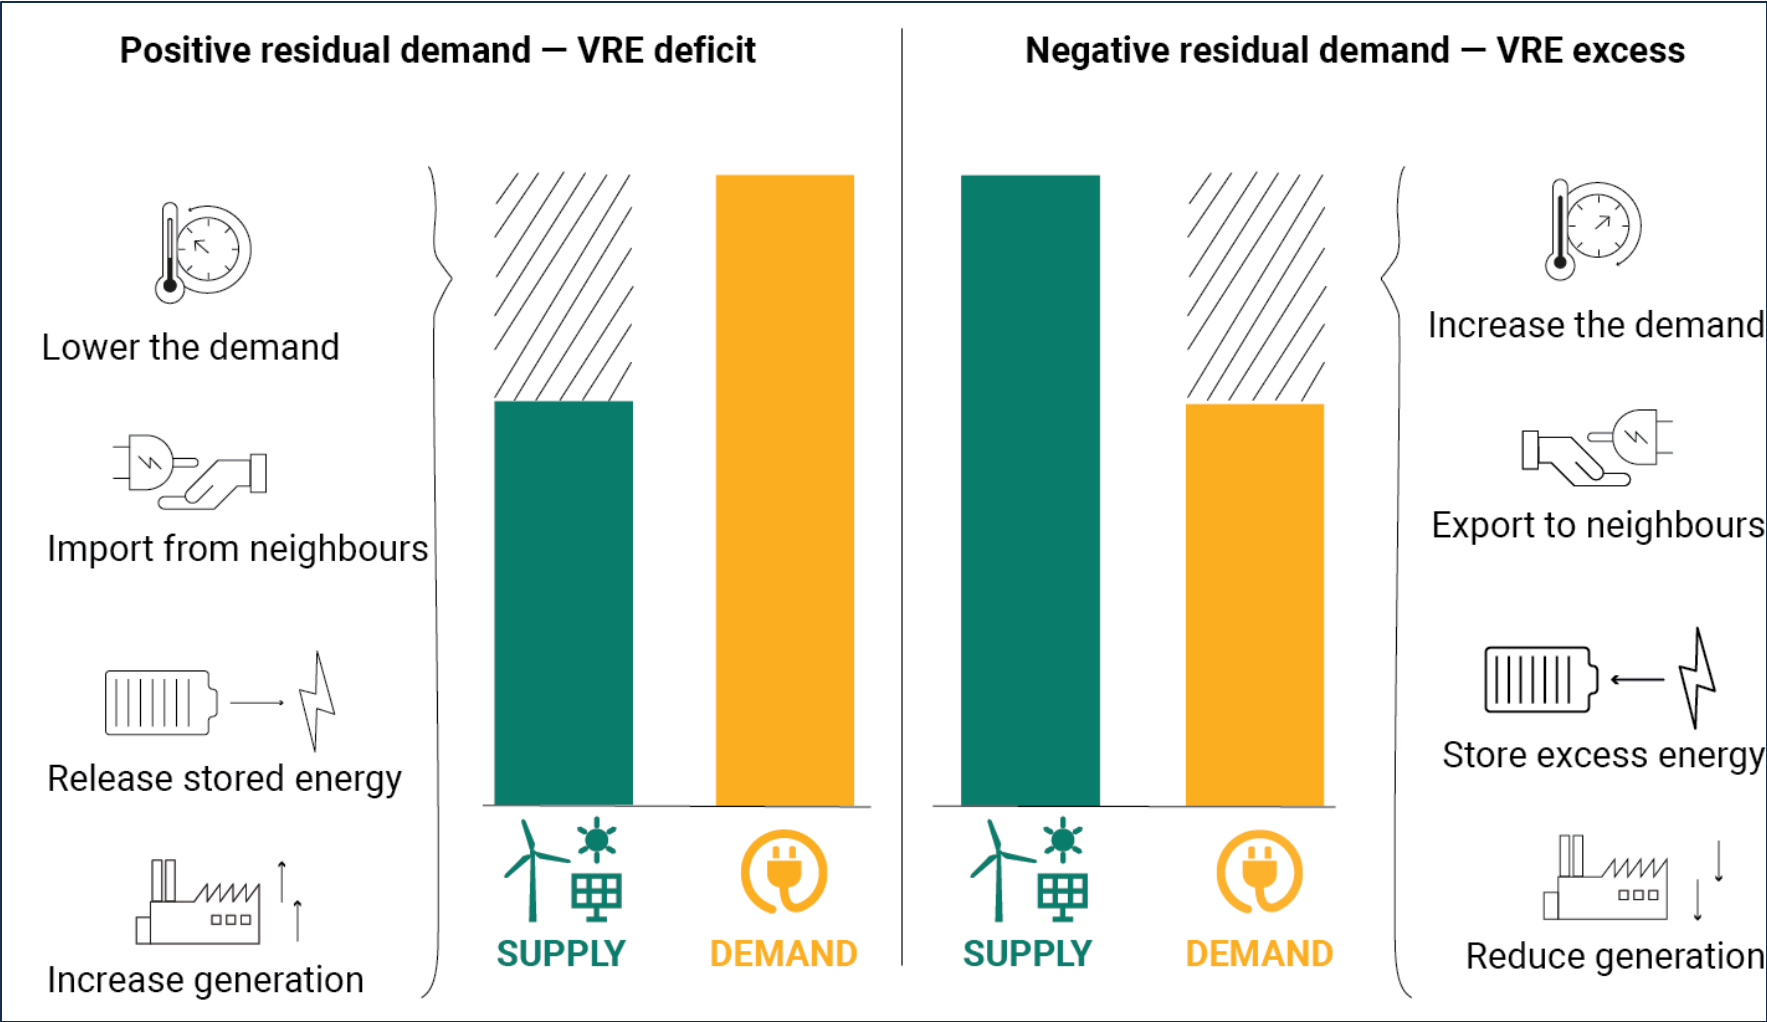 Positive residual demand — VRE deficit
Lower the demand
Import from neighbours
Release stored energy
Increase generation
SUPPLY
DEMAND
Negative residual demand — VRE excess
SUPPLY
DEMAND
Increase the demand
Export to neighbours
Store excess energy
Reduce generation